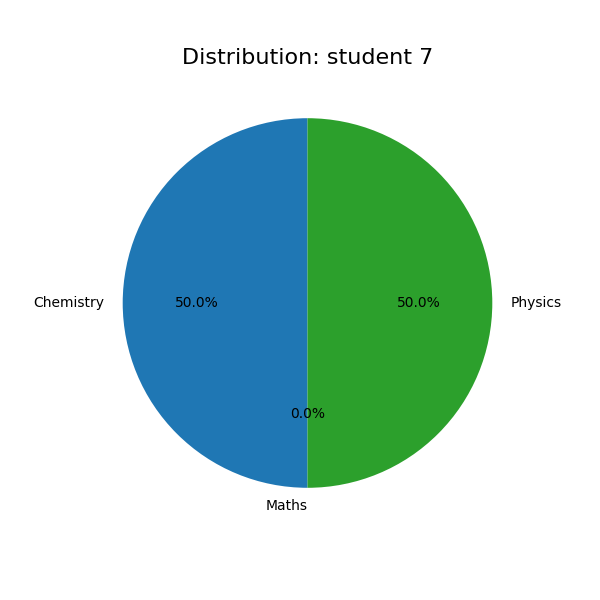 Distribution: student 7
Chemistry
50.0%
50.0%
Physics
0.0%
Maths